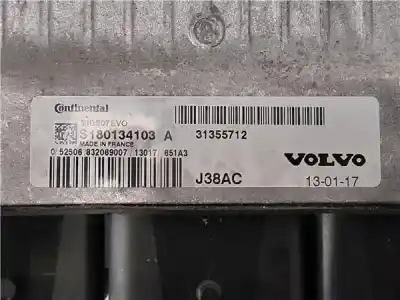 Continental
SID807EVO
S180134103 A
MADE IN FRANCE
31355712
0 52506 832089007 13017 651A3
VOLVO
J38AC
13-01-17